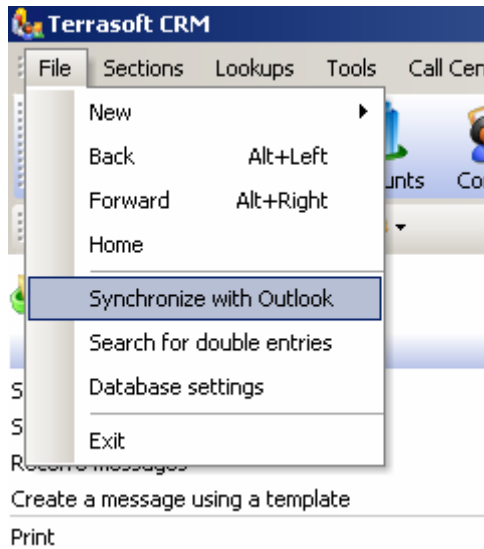 Terrasoft CRM
File Sections Lookups Tools Call Cen
New
Back Alt+Left
Forward Alt+Right
Home
Synchronize with Outlook
Search for double entries
Database settings
Exit
Create a message using a template
Print